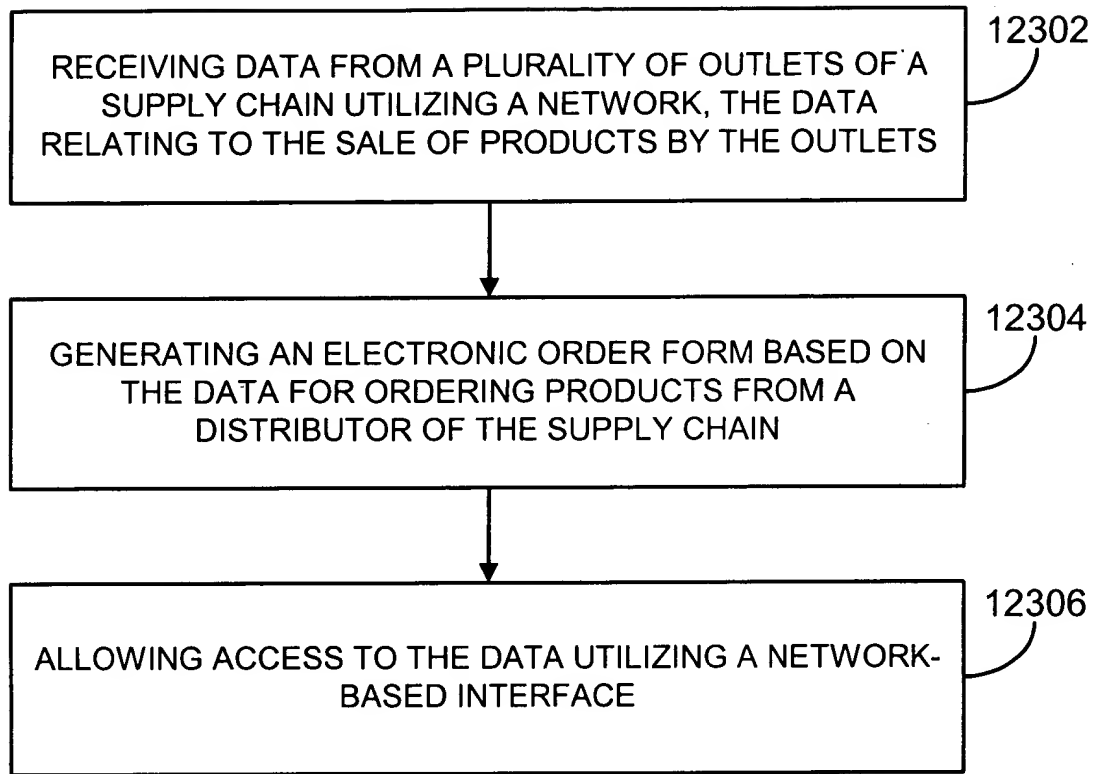 12302
RECEIVING DATA FROM A PLURALITY OF OUTLETS OF A
SUPPLY CHAIN UTILIZING A NETWORK, THE DATA
RELATING TO THE SALE OF PRODUCTS BY THE OUTLETS
12304
GENERATING AN ELECTRONIC ORDER FORM BASED ON
THE DATA FOR ORDERING PRODUCTS FROM A
DISTRIBUTOR OF THE SUPPLY CHAIN
12306
ALLOWING ACCESS TO THE DATA UTILIZING A NETWORK-
BASED INTERFACE